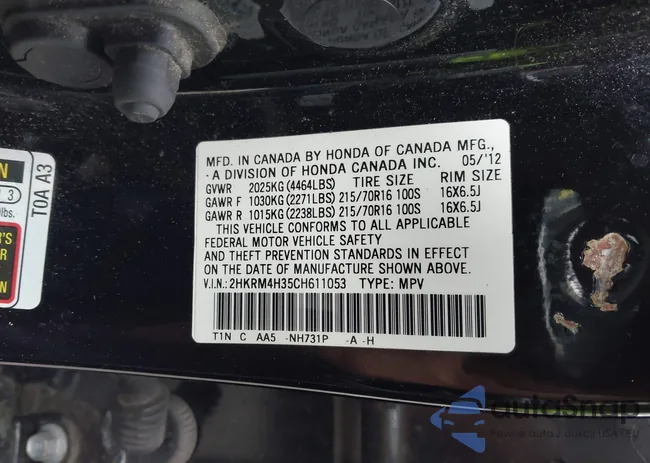 MFD. IN CANADA BY HONDA OF CANADA MFG.,
A DIVISION OF HONDA CANADA INC. 05/'12
GVWR 2025KG (4464LBS) TIRE SIZE RIM SIZE
GAWR F 1030KG (2271LBS) 215/70R16 100S 16X6.5J
GAWR R 1015KG (2238LBS) 215/70R16 100S 16X6.5J
THIS VEHICLE CONFORMS TO ALL APPLICABLE
FEDERAL MOTOR VEHICLE SAFETY
AND THEFT PREVENTION STANDARDS IN EFFECT
ON THE DATE OF MANUFACTURE SHOWN ABOVE.
V.I.N.: 2HKRM4H35CH611053 TYPE: MPV
T1N C AA5 -NH731P -A -H
T0A A3
N
3
lbs.
R'S
R
ON
autoSnap